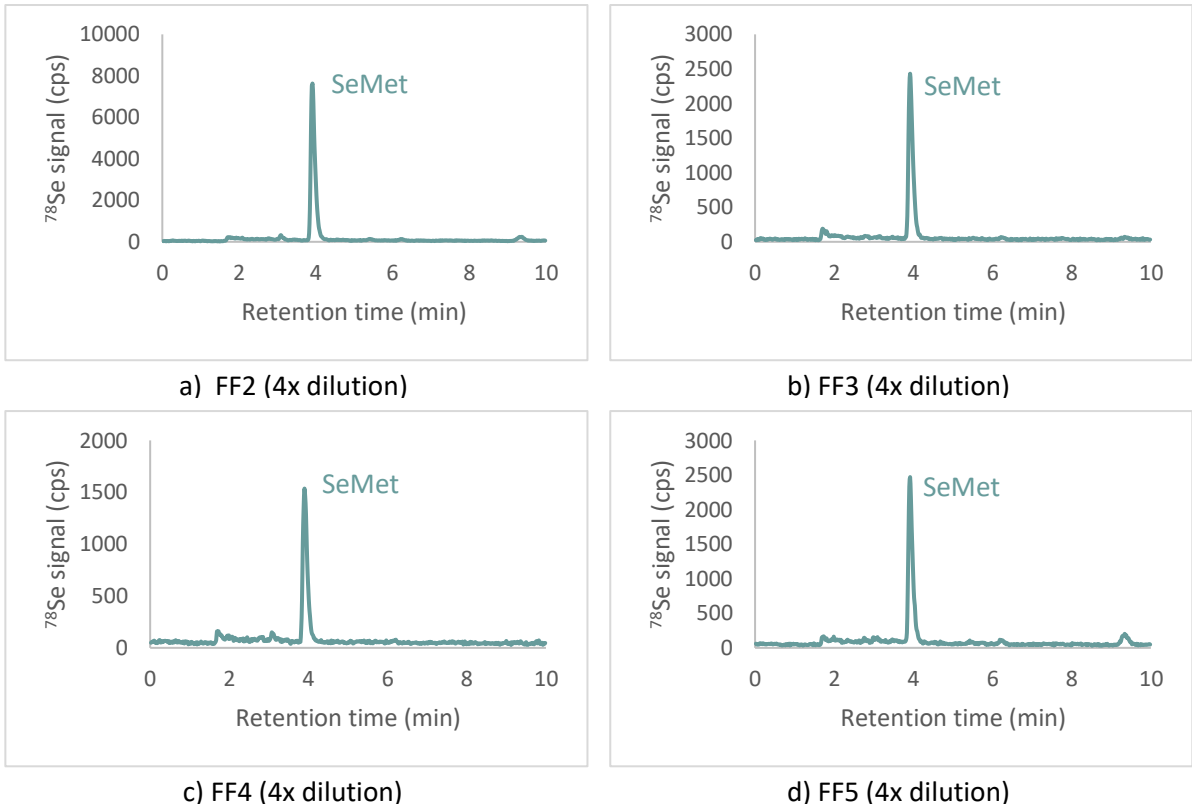 10000
8000
6000
4000
2000
0
⁷⁸Se signal (cps)
SeMet
0 2 4 6 8 10
Retention time (min)
a) FF2 (4x dilution)
3000
2500
2000
1500
1000
500
0
⁷⁸Se signal (cps)
SeMet
0 2 4 6 8 10
Retention time (min)
b) FF3 (4x dilution)
2000
1500
1000
500
0
⁷⁸Se signal (cps)
SeMet
0 2 4 6 8 10
Retention time (min)
c) FF4 (4x dilution)
3000
2500
2000
1500
1000
500
0
⁷⁸Se signal (cps)
SeMet
0 2 4 6 8 10
Retention time (min)
d) FF5 (4x dilution)